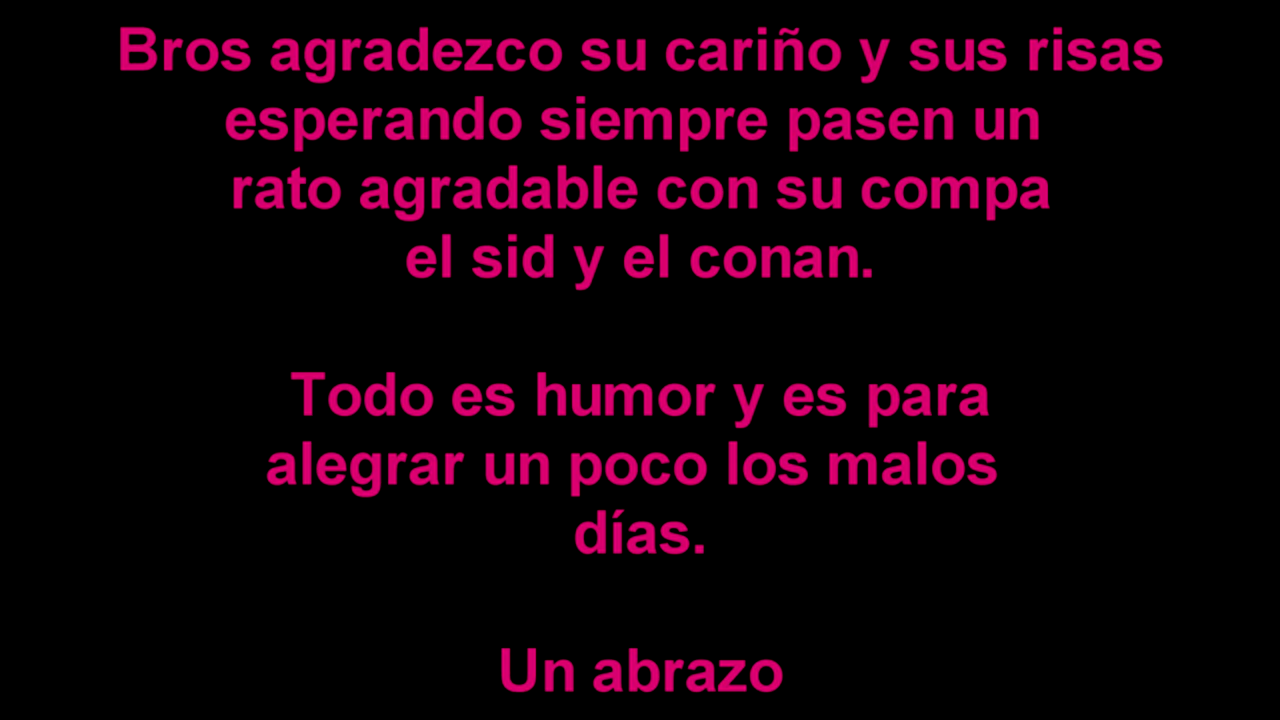 Bros agradezco su cariño y sus risas
esperando siempre pasen un
rato agradable con su compa
el sid y el conan.
Todo es humor y es para
alegrar un poco los malos
días.
Un abrazo